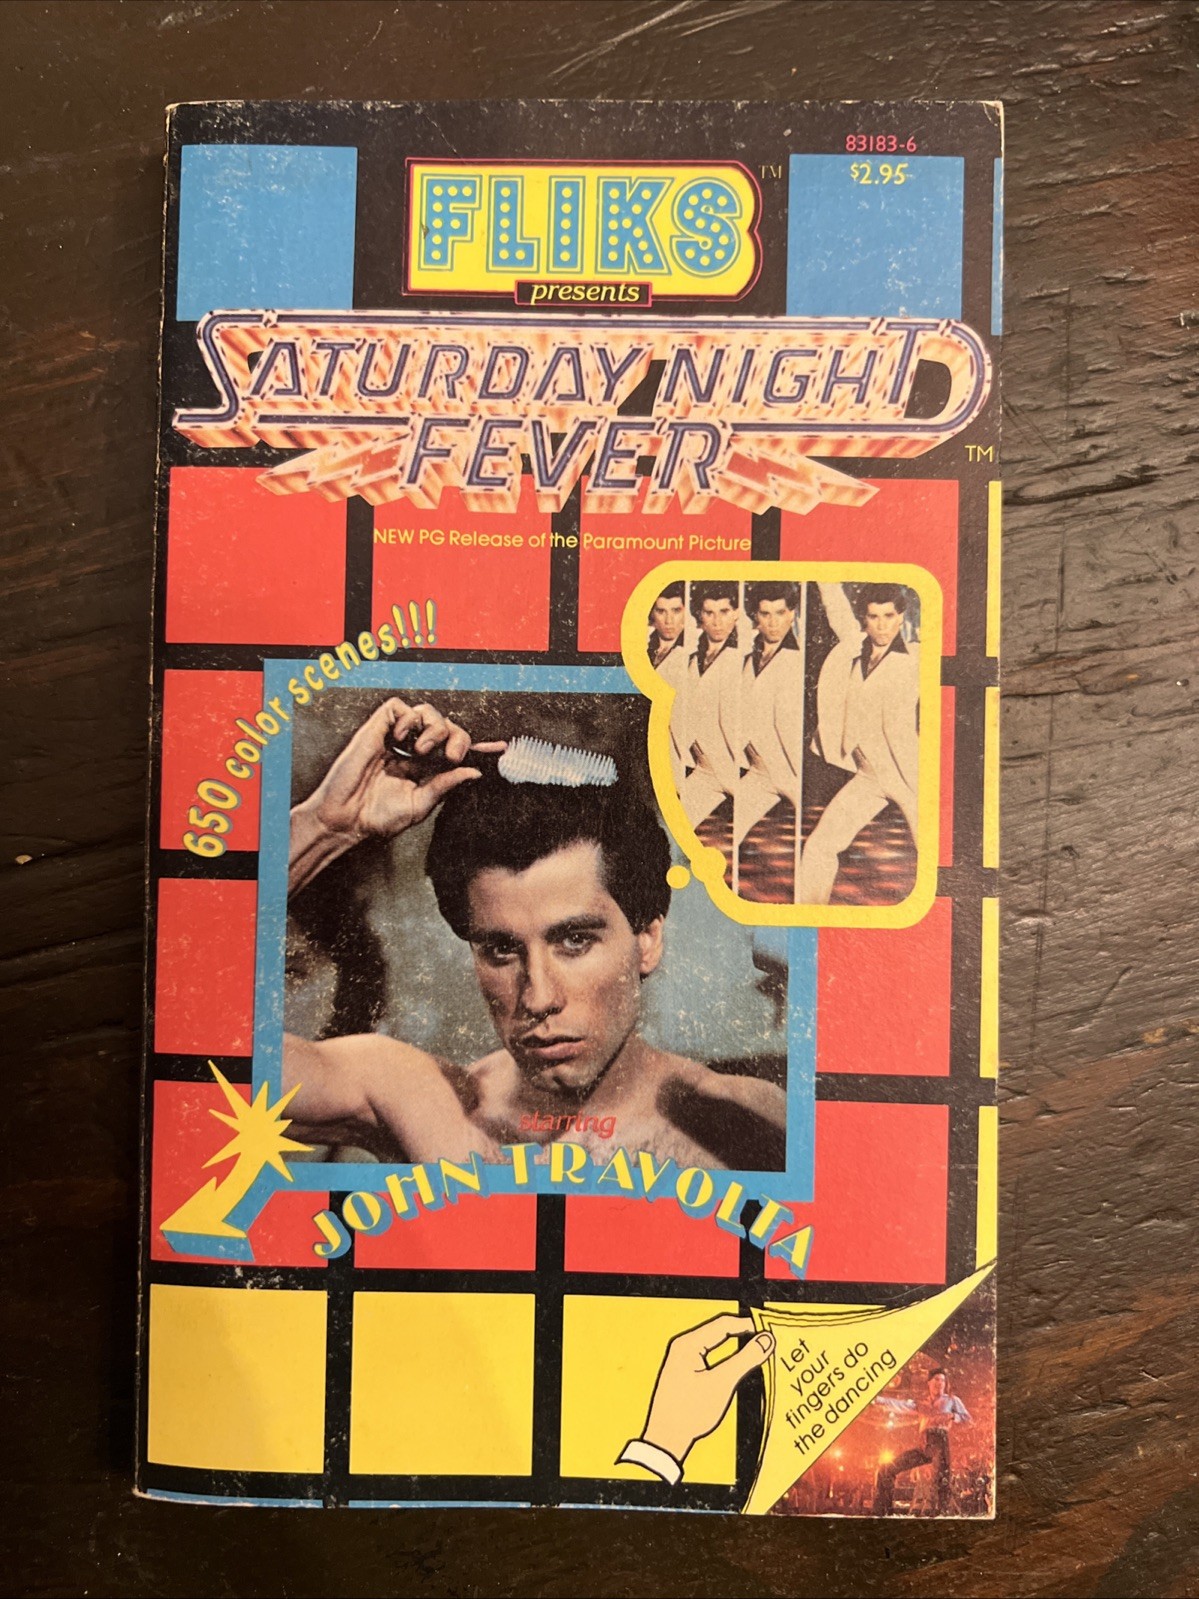 83183-6
$2.95
FLIKS TM
presents
SATURDAY NIGHT
FEVER TM
NEW PG Release of the Paramount Picture
650 color scenes!!!
starring
JOHN TRAVOLTA
Let
your
fingers do
the dancing